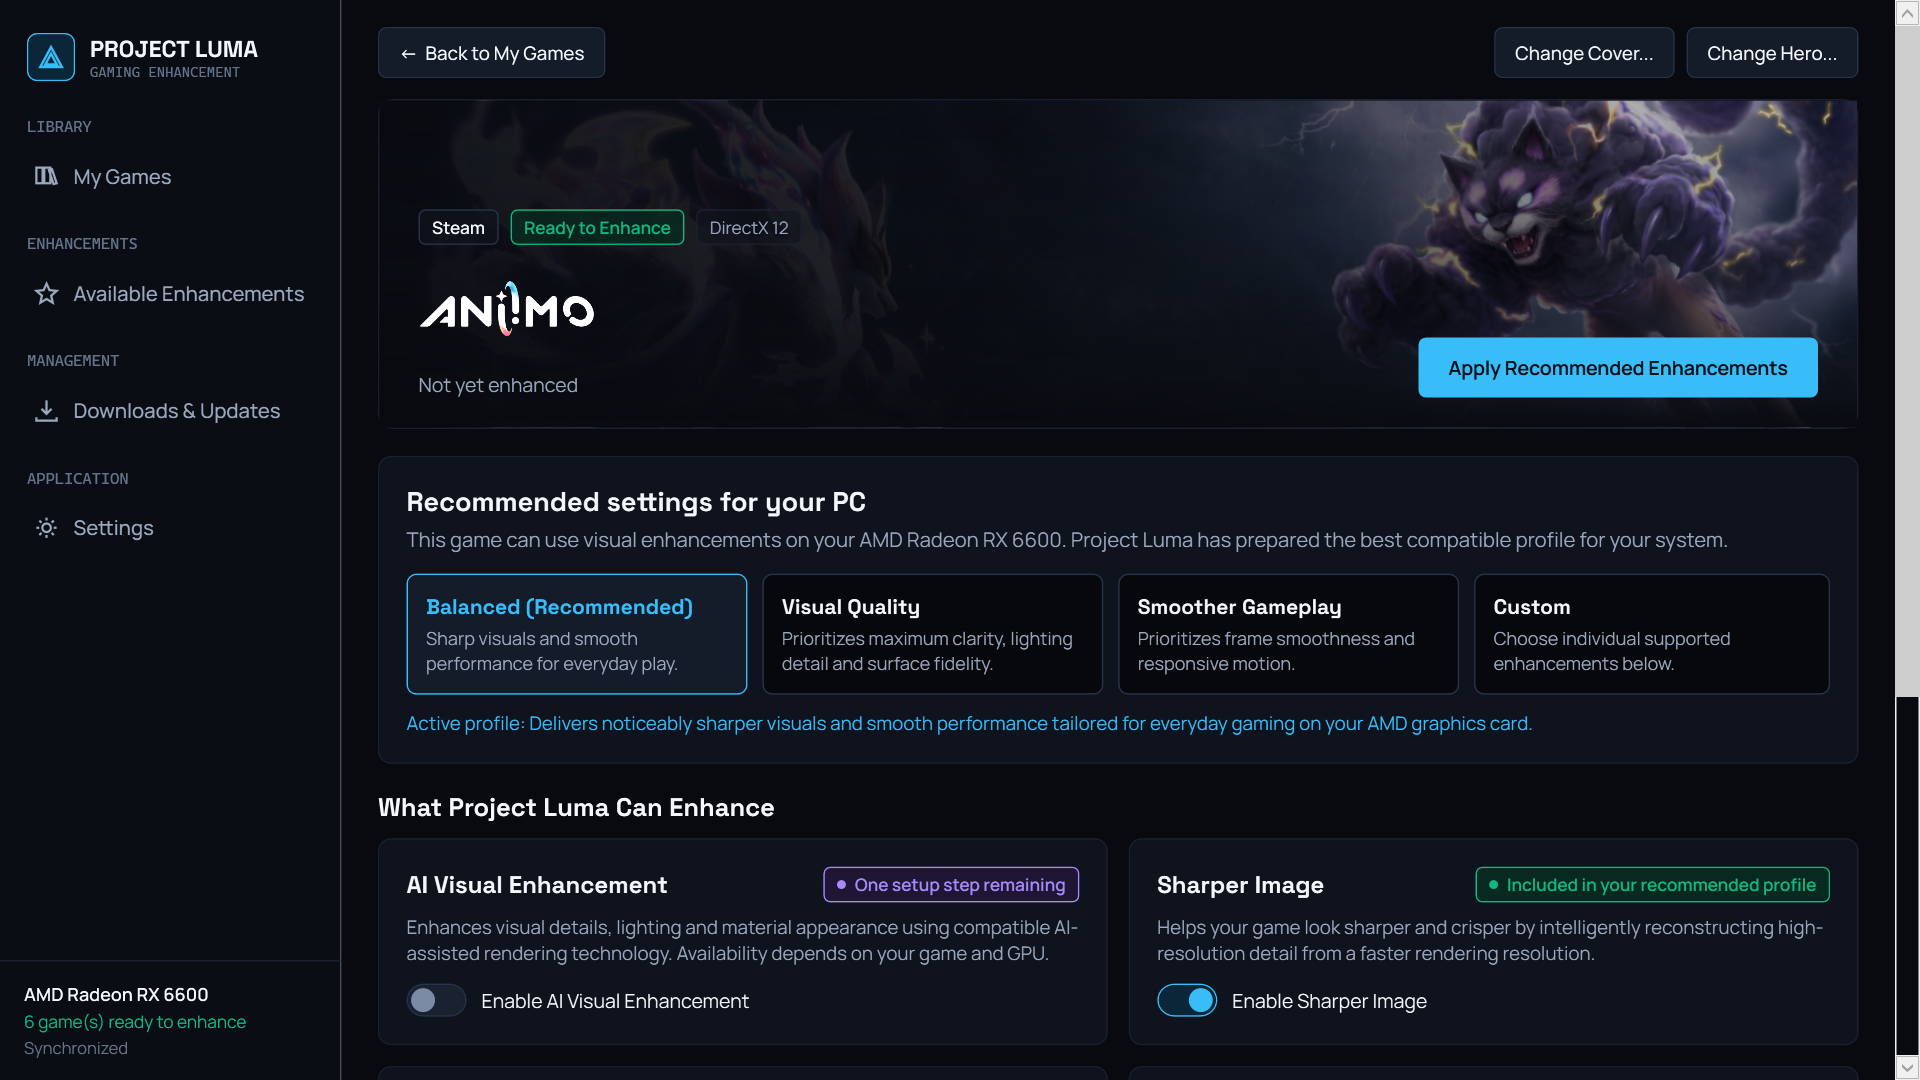 PROJECT LUMA
GAMING ENHANCEMENT
LIBRARY
My Games
ENHANCEMENTS
Available Enhancements
MANAGEMENT
Downloads & Updates
APPLICATION
Settings
AMD Radeon RX 6600
6 game(s) ready to enhance
Synchronized
← Back to My Games
Change Cover...
Change Hero...
Steam
Ready to Enhance
DirectX 12
ANIIMO
Not yet enhanced
Apply Recommended Enhancements
Recommended settings for your PC
This game can use visual enhancements on your AMD Radeon RX 6600. Project Luma has prepared the best compatible profile for your system.
Balanced (Recommended)
Sharp visuals and smooth
performance for everyday play.
Visual Quality
Prioritizes maximum clarity, lighting
detail and surface fidelity.
Smoother Gameplay
Prioritizes frame smoothness and
responsive motion.
Custom
Choose individual supported
enhancements below.
Active profile: Delivers noticeably sharper visuals and smooth performance tailored for everyday gaming on your AMD graphics card.
What Project Luma Can Enhance
AI Visual Enhancement
One setup step remaining
Enhances visual details, lighting and material appearance using compatible AI-
assisted rendering technology. Availability depends on your game and GPU.
Enable AI Visual Enhancement
Sharper Image
Included in your recommended profile
Helps your game look sharper and crisper by intelligently reconstructing high-
resolution detail from a faster rendering resolution.
Enable Sharper Image